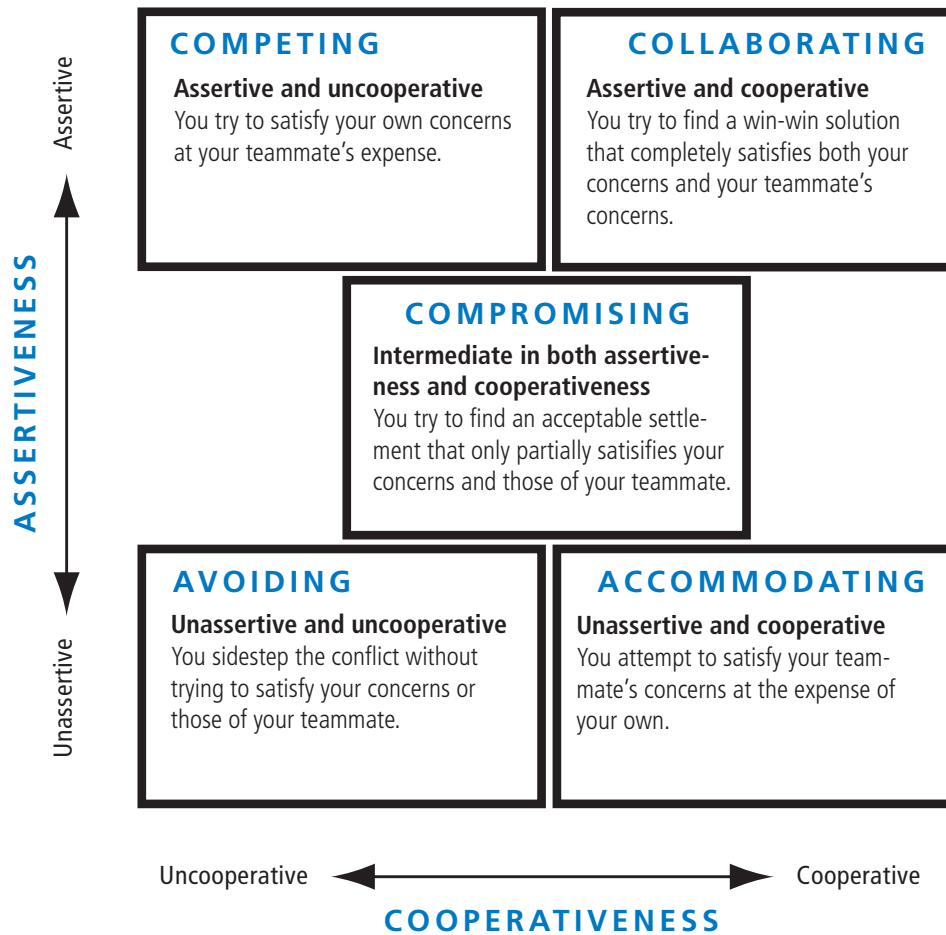 COMPETING
Assertive and uncooperative
You try to satisfy your own concerns
at your teammate's expense.
COLLABORATING
Assertive and cooperative
You try to find a win-win solution
that completely satisfies both your
concerns and your teammate's
concerns.
Assertive
ASSERTIVENESS
Unassertive
COMPROMISING
Intermediate in both assertive-
ness and cooperativeness
You try to find an acceptable settle-
ment that only partially satisifies your
concerns and those of your teammate.
AVOIDING
Unassertive and uncooperative
You sidestep the conflict without
trying to satisfy your concerns or
those of your teammate.
ACCOMMODATING
Unassertive and cooperative
You attempt to satisfy your team-
mate's concerns at the expense of
your own.
Uncooperative
Cooperative
COOPERATIVENESS